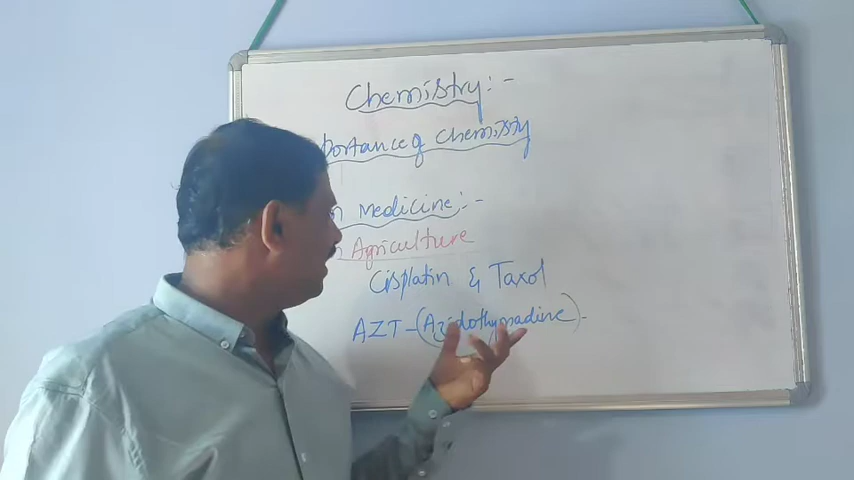 Chemistry :-
portance of Chemistry
n Medicine :-
n Agriculture
Cisplatin & Taxol
AZT - (Azidothymadine) -